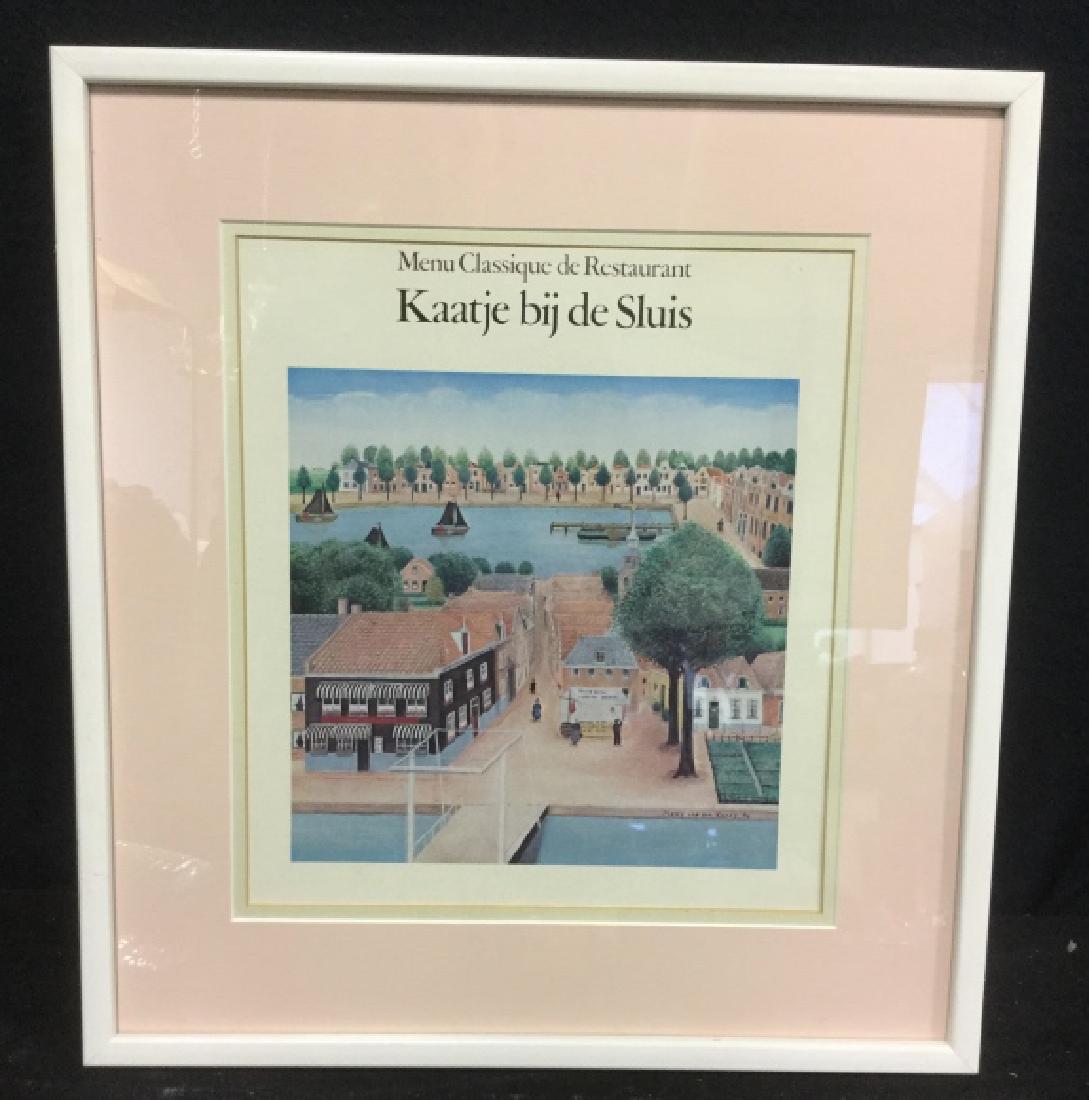 Menu Classique de Restaurant
Kaatje bij de Sluis